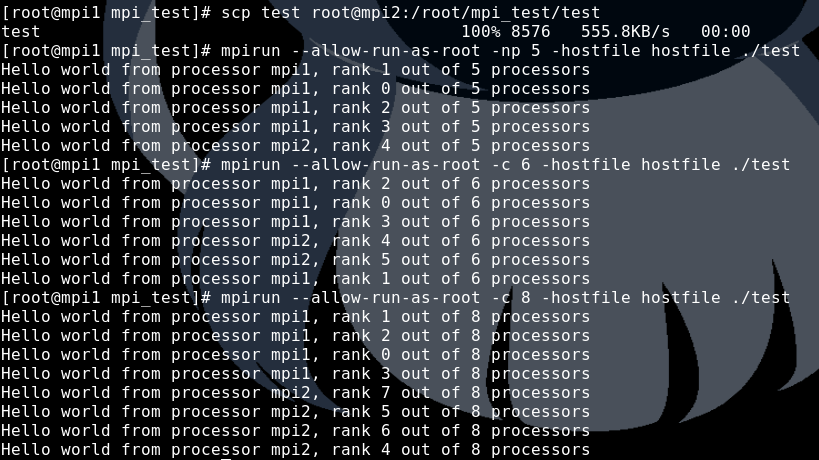 [root@mpi1 mpi_test]# scp test root@mpi2:/root/mpi_test/test
test                                          100% 8576   555.8KB/s   00:00
[root@mpi1 mpi_test]# mpirun --allow-run-as-root -np 5 -hostfile hostfile ./test
Hello world from processor mpi1, rank 1 out of 5 processors
Hello world from processor mpi1, rank 0 out of 5 processors
Hello world from processor mpi1, rank 2 out of 5 processors
Hello world from processor mpi1, rank 3 out of 5 processors
Hello world from processor mpi2, rank 4 out of 5 processors
[root@mpi1 mpi_test]# mpirun --allow-run-as-root -c 6 -hostfile hostfile ./test
Hello world from processor mpi1, rank 2 out of 6 processors
Hello world from processor mpi1, rank 0 out of 6 processors
Hello world from processor mpi1, rank 3 out of 6 processors
Hello world from processor mpi2, rank 4 out of 6 processors
Hello world from processor mpi2, rank 5 out of 6 processors
Hello world from processor mpi1, rank 1 out of 6 processors
[root@mpi1 mpi_test]# mpirun --allow-run-as-root -c 8 -hostfile hostfile ./test
Hello world from processor mpi1, rank 1 out of 8 processors
Hello world from processor mpi1, rank 2 out of 8 processors
Hello world from processor mpi1, rank 0 out of 8 processors
Hello world from processor mpi1, rank 3 out of 8 processors
Hello world from processor mpi2, rank 7 out of 8 processors
Hello world from processor mpi2, rank 5 out of 8 processors
Hello world from processor mpi2, rank 6 out of 8 processors
Hello world from processor mpi2, rank 4 out of 8 processors